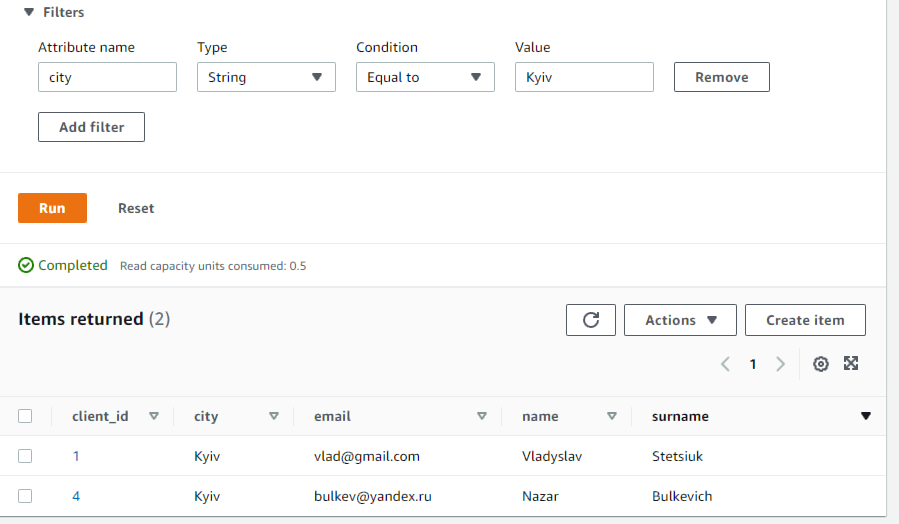 Filters
Attribute name Type Condition Value
city String Equal to Kyiv Remove
Add filter
Run Reset
Completed Read capacity units consumed: 0.5
Items returned (2) Actions Create item
1
client_id city email name surname
1 Kyiv vlad@gmail.com Vladyslav Stetsiuk
4 Kyiv bulkev@yandex.ru Nazar Bulkevich